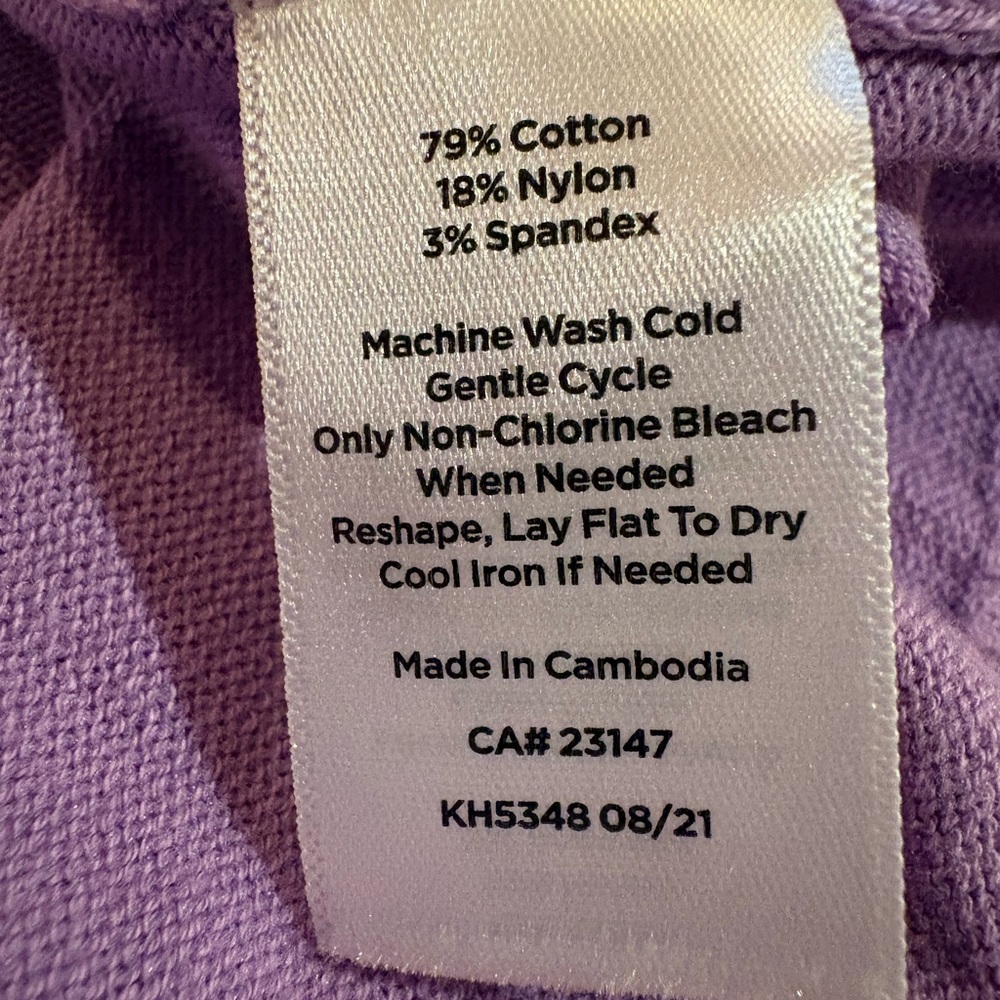 79% Cotton
18% Nylon
3% Spandex
Machine Wash Cold
Gentle Cycle
Only Non-Chlorine Bleach
When Needed
Reshape, Lay Flat To Dry
Cool Iron If Needed
Made In Cambodia
CA# 23147
KH5348 08/21